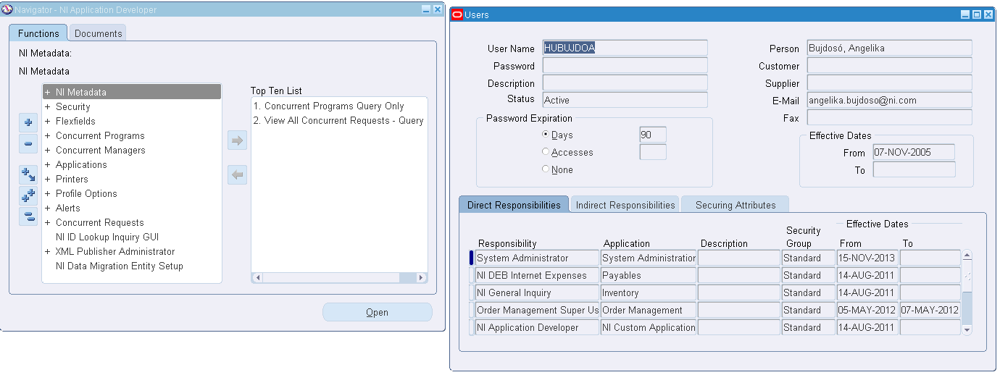 Navigator - NI Application Developer
Functions Documents
NI Metadata:
NI Metadata
+ NI Metadata
+ Security
+ Flexfields
+ Concurrent Programs
+ Concurrent Managers
+ Applications
+ Printers
+ Profile Options
+ Alerts
+ Concurrent Requests
NI ID Lookup Inquiry GUI
+ XML Publisher Administrator
NI Data Migration Entity Setup
Top Ten List
1. Concurrent Programs Query Only
2. View All Concurrent Requests - Query
Open
Users
User Name HUBUJDOA
Password
Description
Status Active
Person Bujdosó, Angelika
Customer
Supplier
E-Mail angelika.bujdoso@ni.com
Fax
Password Expiration
Days 90
Accesses
None
Effective Dates
From 07-NOV-2005
To
Direct Responsibilities Indirect Responsibilities Securing Attributes
Effective Dates
Responsibility Application Description Security Group From To
System Administrator System Administration Standard 15-NOV-2013
NI DEB Internet Expenses Payables Standard 14-AUG-2011
NI General Inquiry Inventory Standard 14-AUG-2011
Order Management Super Us Order Management Standard 05-MAY-2012 07-MAY-2012
NI Application Developer NI Custom Application Standard 14-AUG-2011